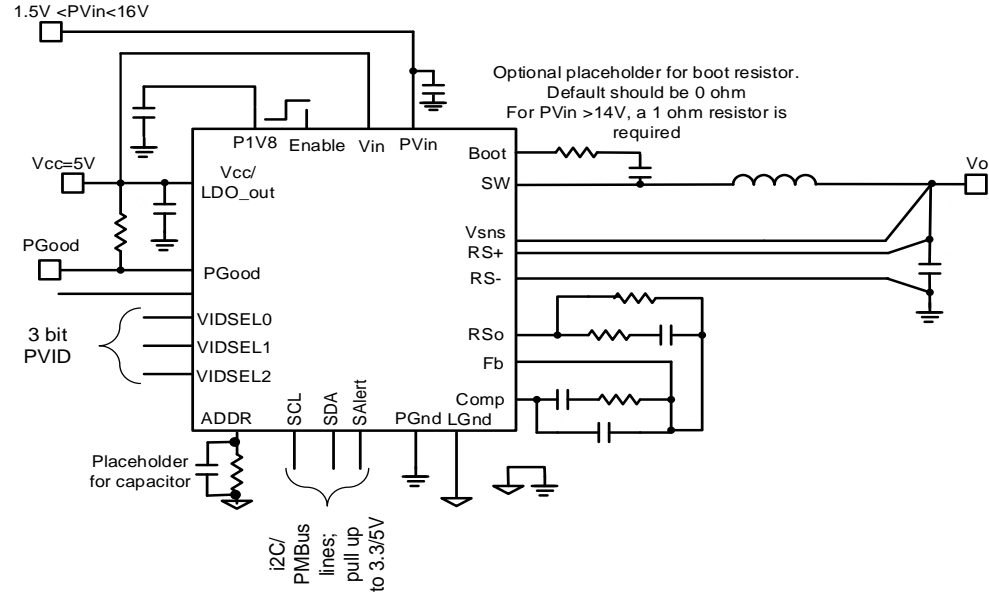 1.5V <PVin<16V
Optional placeholder for boot resistor.
Default should be 0 ohm
For PVin >14V, a 1 ohm resistor is
required
P1V8
Enable
Vin
PVin
Boot
Vcc=5V
Vcc/
LDO_out
SW
Vo
Vsns
RS+
PGood
PGood
RS-
VIDSEL0
3 bit
PVID
VIDSEL1
VIDSEL2
RSo
Fb
Comp
ADDR
SCL
SDA
SAlert
PGnd
LGnd
Placeholder
for capacitor
i2C/
PMBus
lines;
pull up
to 3.3/5V